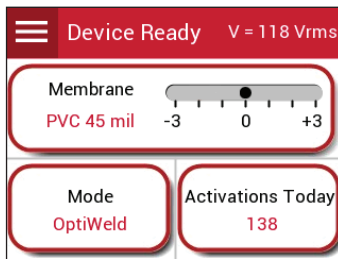 Device Ready V = 118 Vrms
Membrane
PVC 45 mil
-3 0 +3
Mode
OptiWeld
Activations Today
138